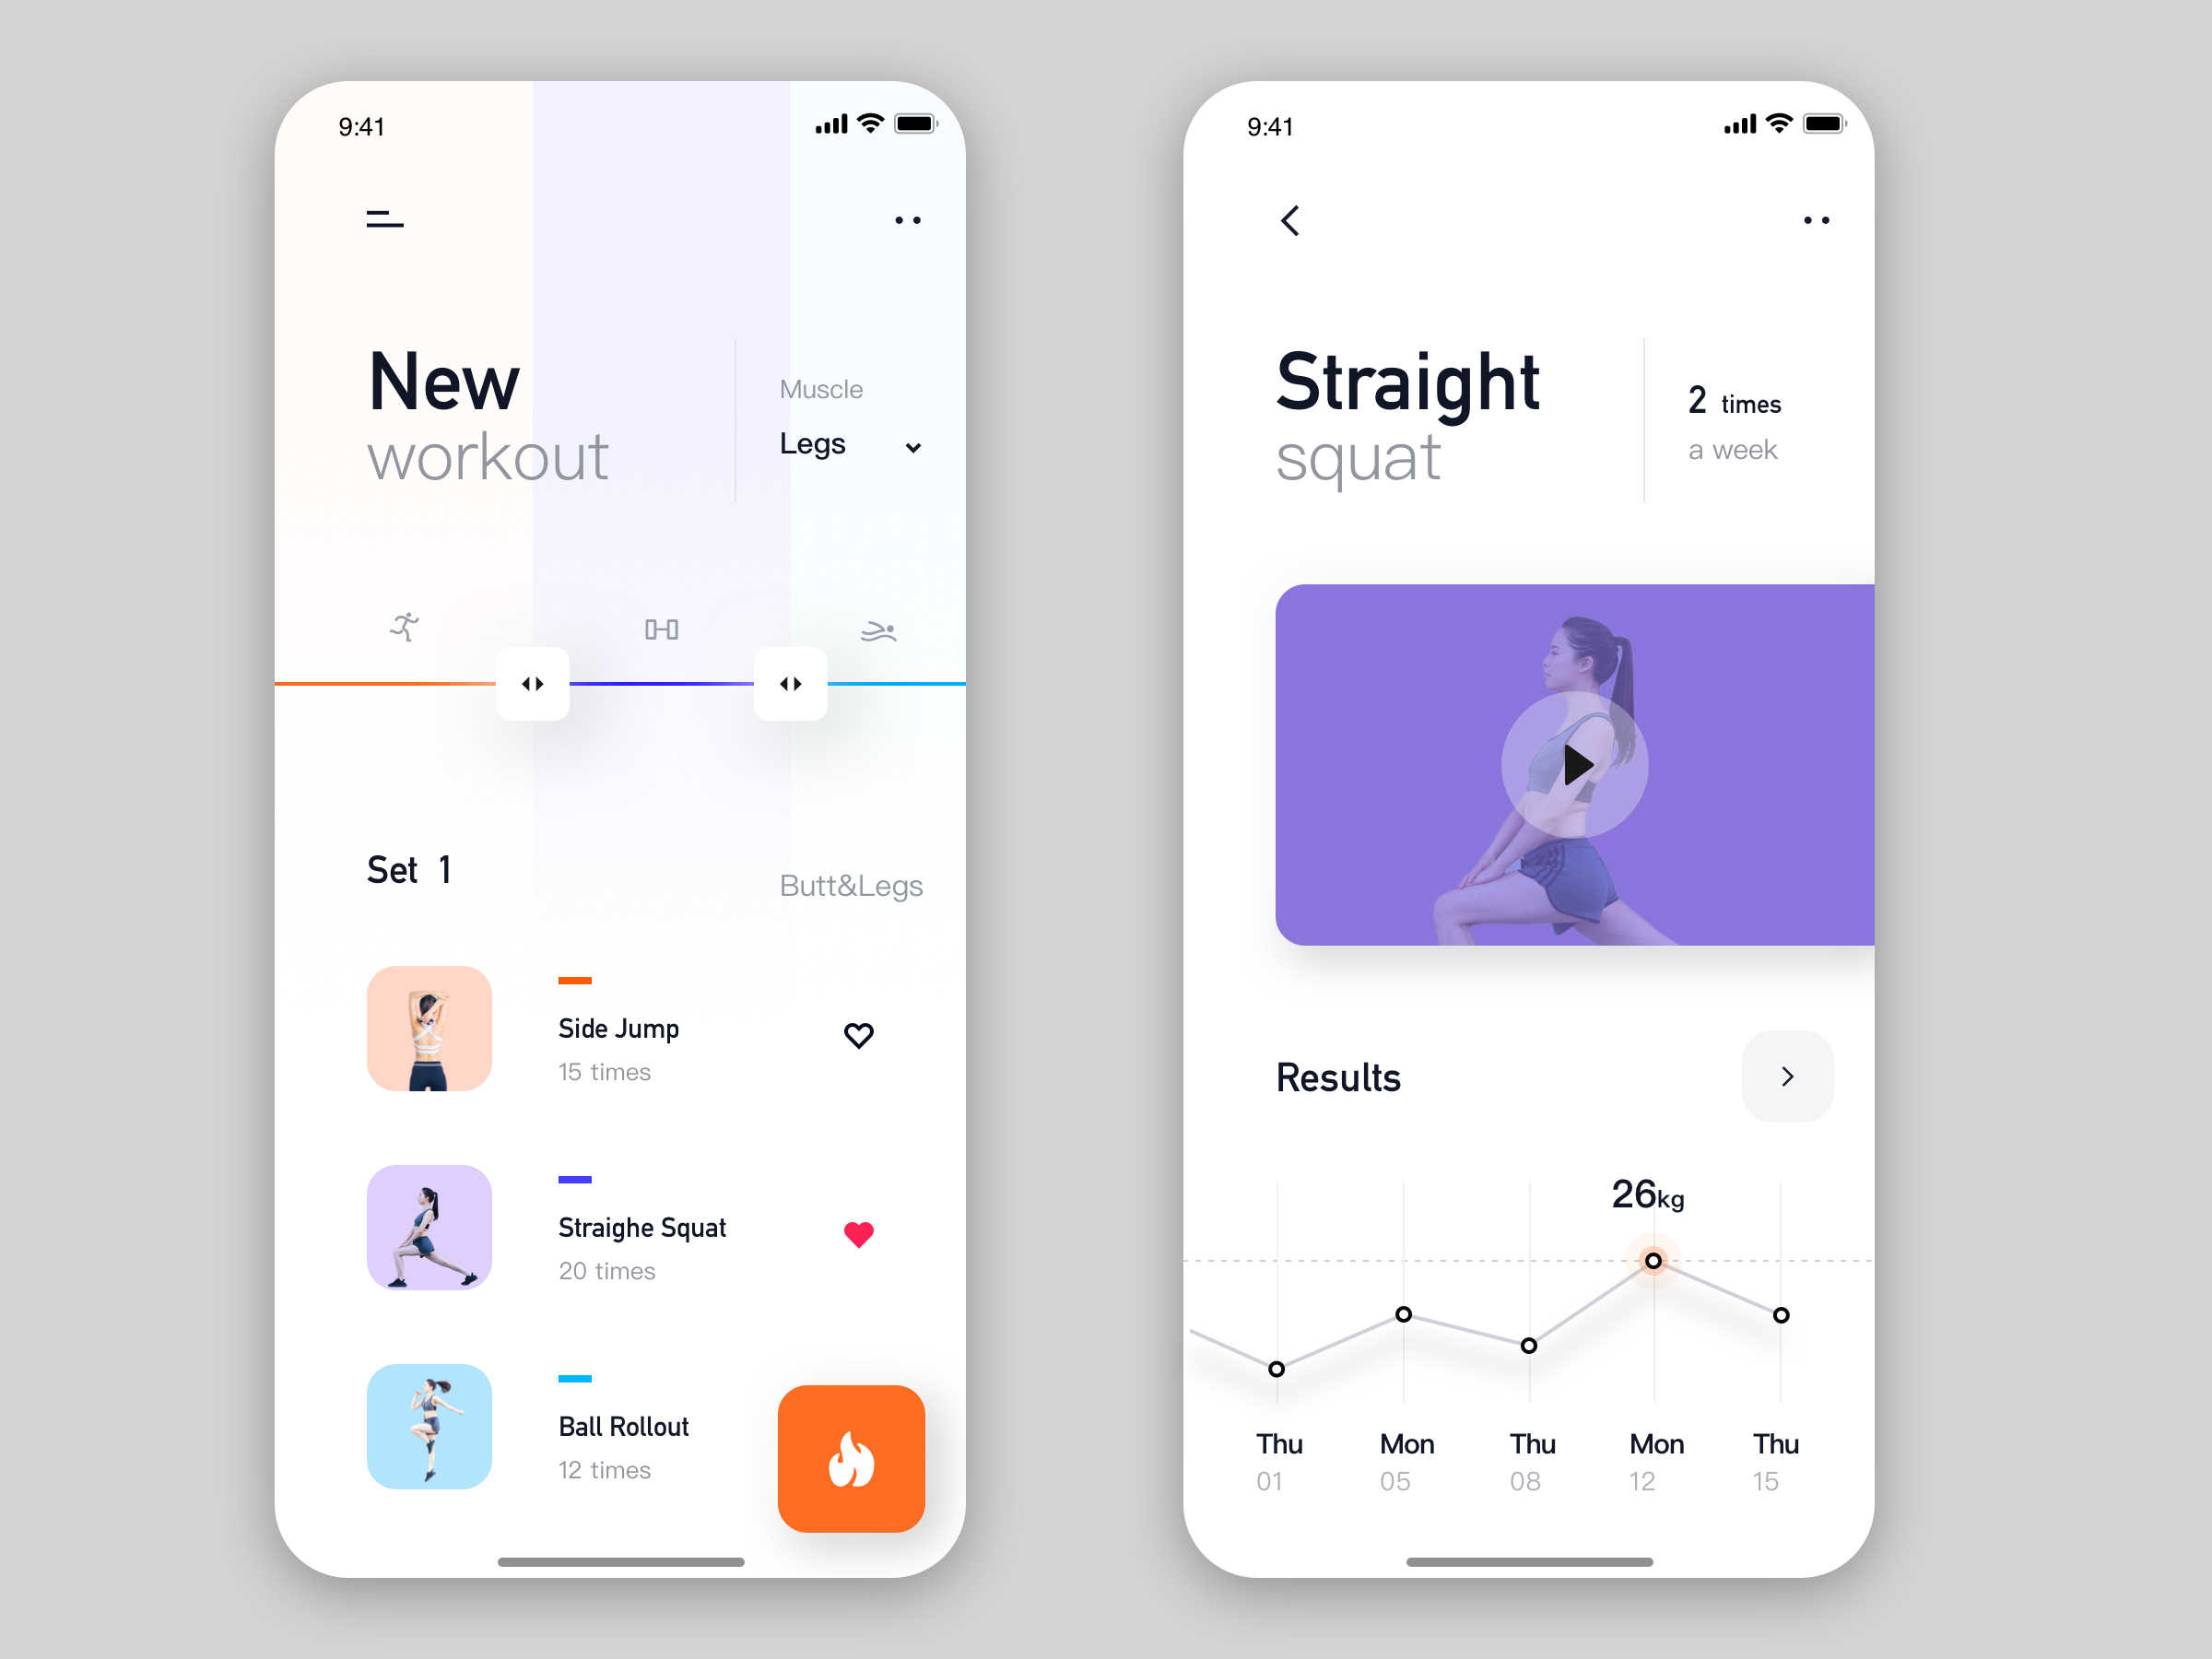 9:41
New
workout
Muscle
Legs
Set 1
Butt&Legs
Side Jump
15 times
Straighe Squat
20 times
Ball Rollout
12 times
9:41
Straight
squat
2 times
a week
Results
26kg
Thu Mon Thu Mon Thu
01 05 08 12 15